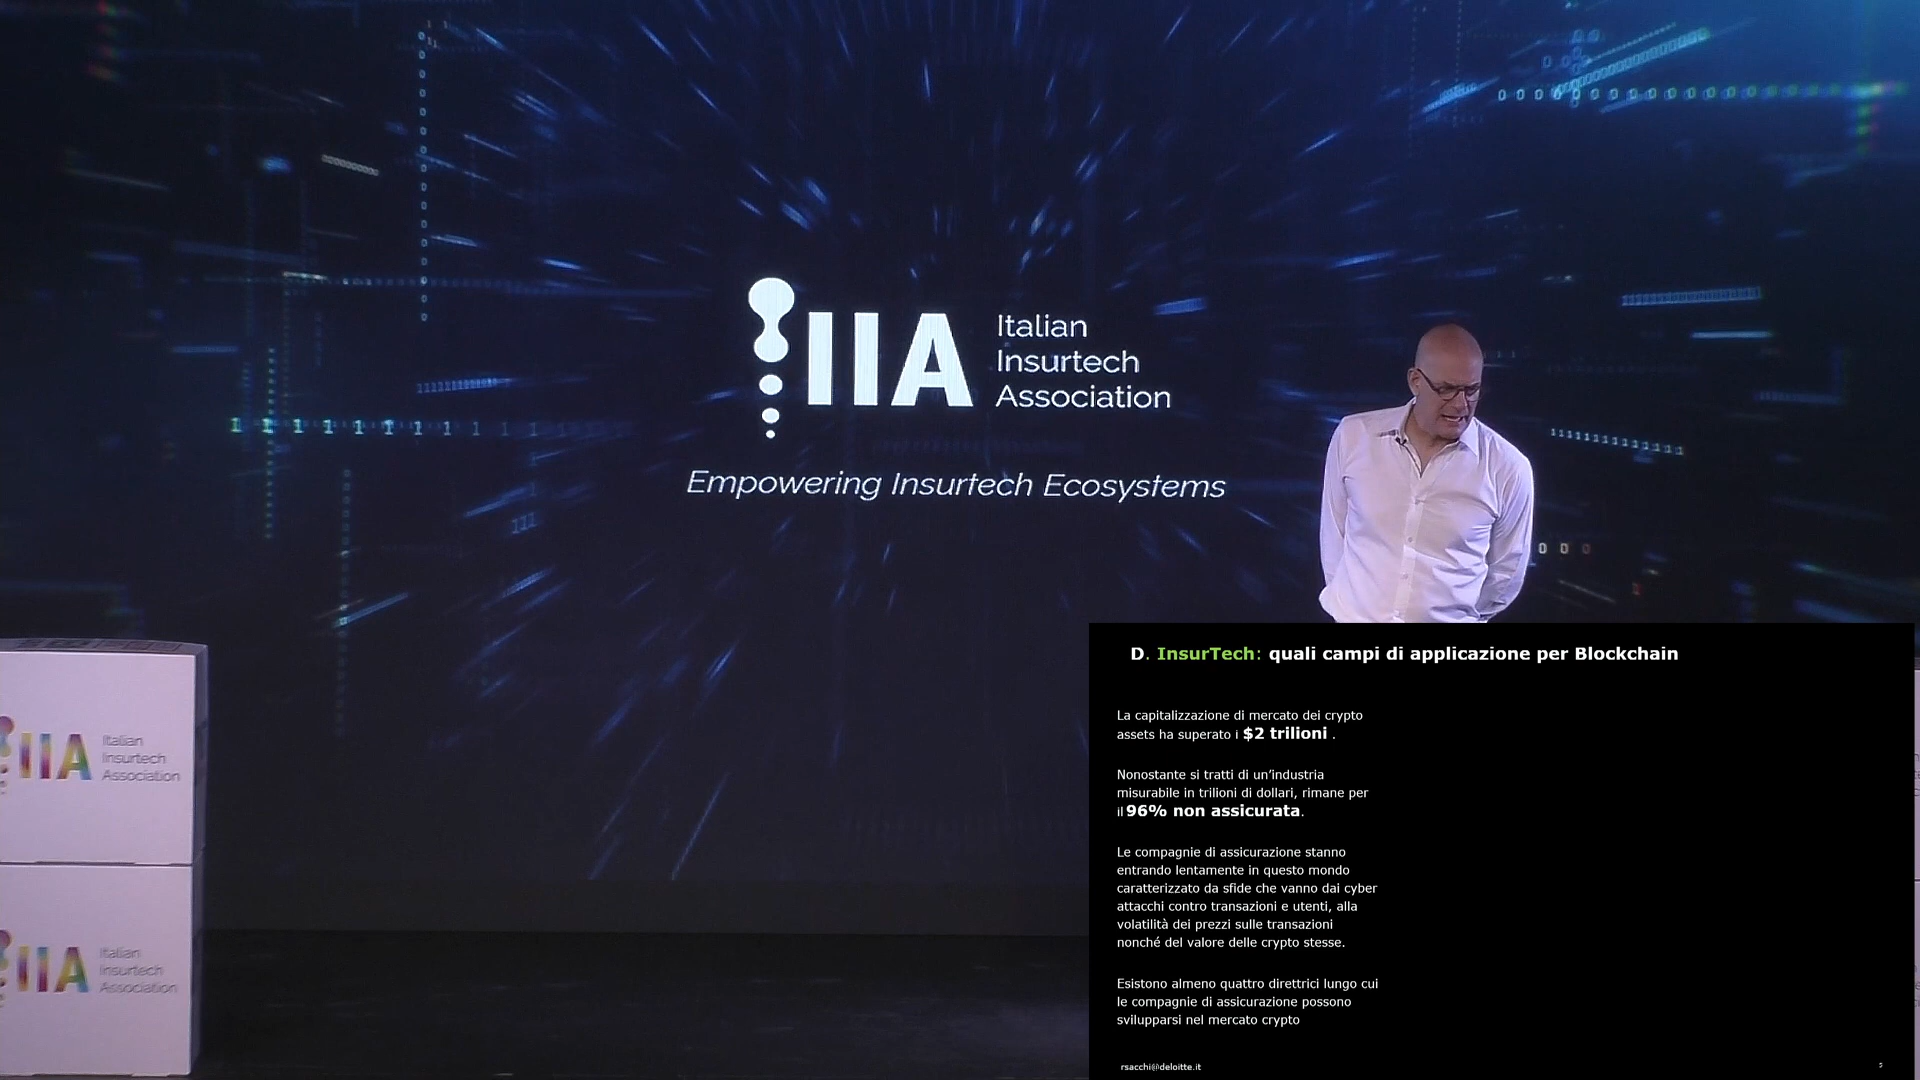 IIA
Italian
Insurtech
Association
Empowering Insurtech Ecosystems
IIA
Italian
Insurtech
Association
IIA
Italian
Insurtech
Association
D. InsurTech: quali campi di applicazione per Blockchain
La capitalizzazione di mercato dei crypto
assets ha superato i $2 trilioni .
Nonostante si tratti di un’industria
misurabile in trilioni di dollari, rimane per
il 96% non assicurata.
Le compagnie di assicurazione stanno
entrando lentamente in questo mondo
caratterizzato da sfide che vanno dai cyber
attacchi contro transazioni e utenti, alla
volatilità dei prezzi sulle transazioni
nonché del valore delle crypto stesse.
Esistono almeno quattro direttrici lungo cui
le compagnie di assicurazione possono
svilupparsi nel mercato crypto
rsacchi@deloitte.it